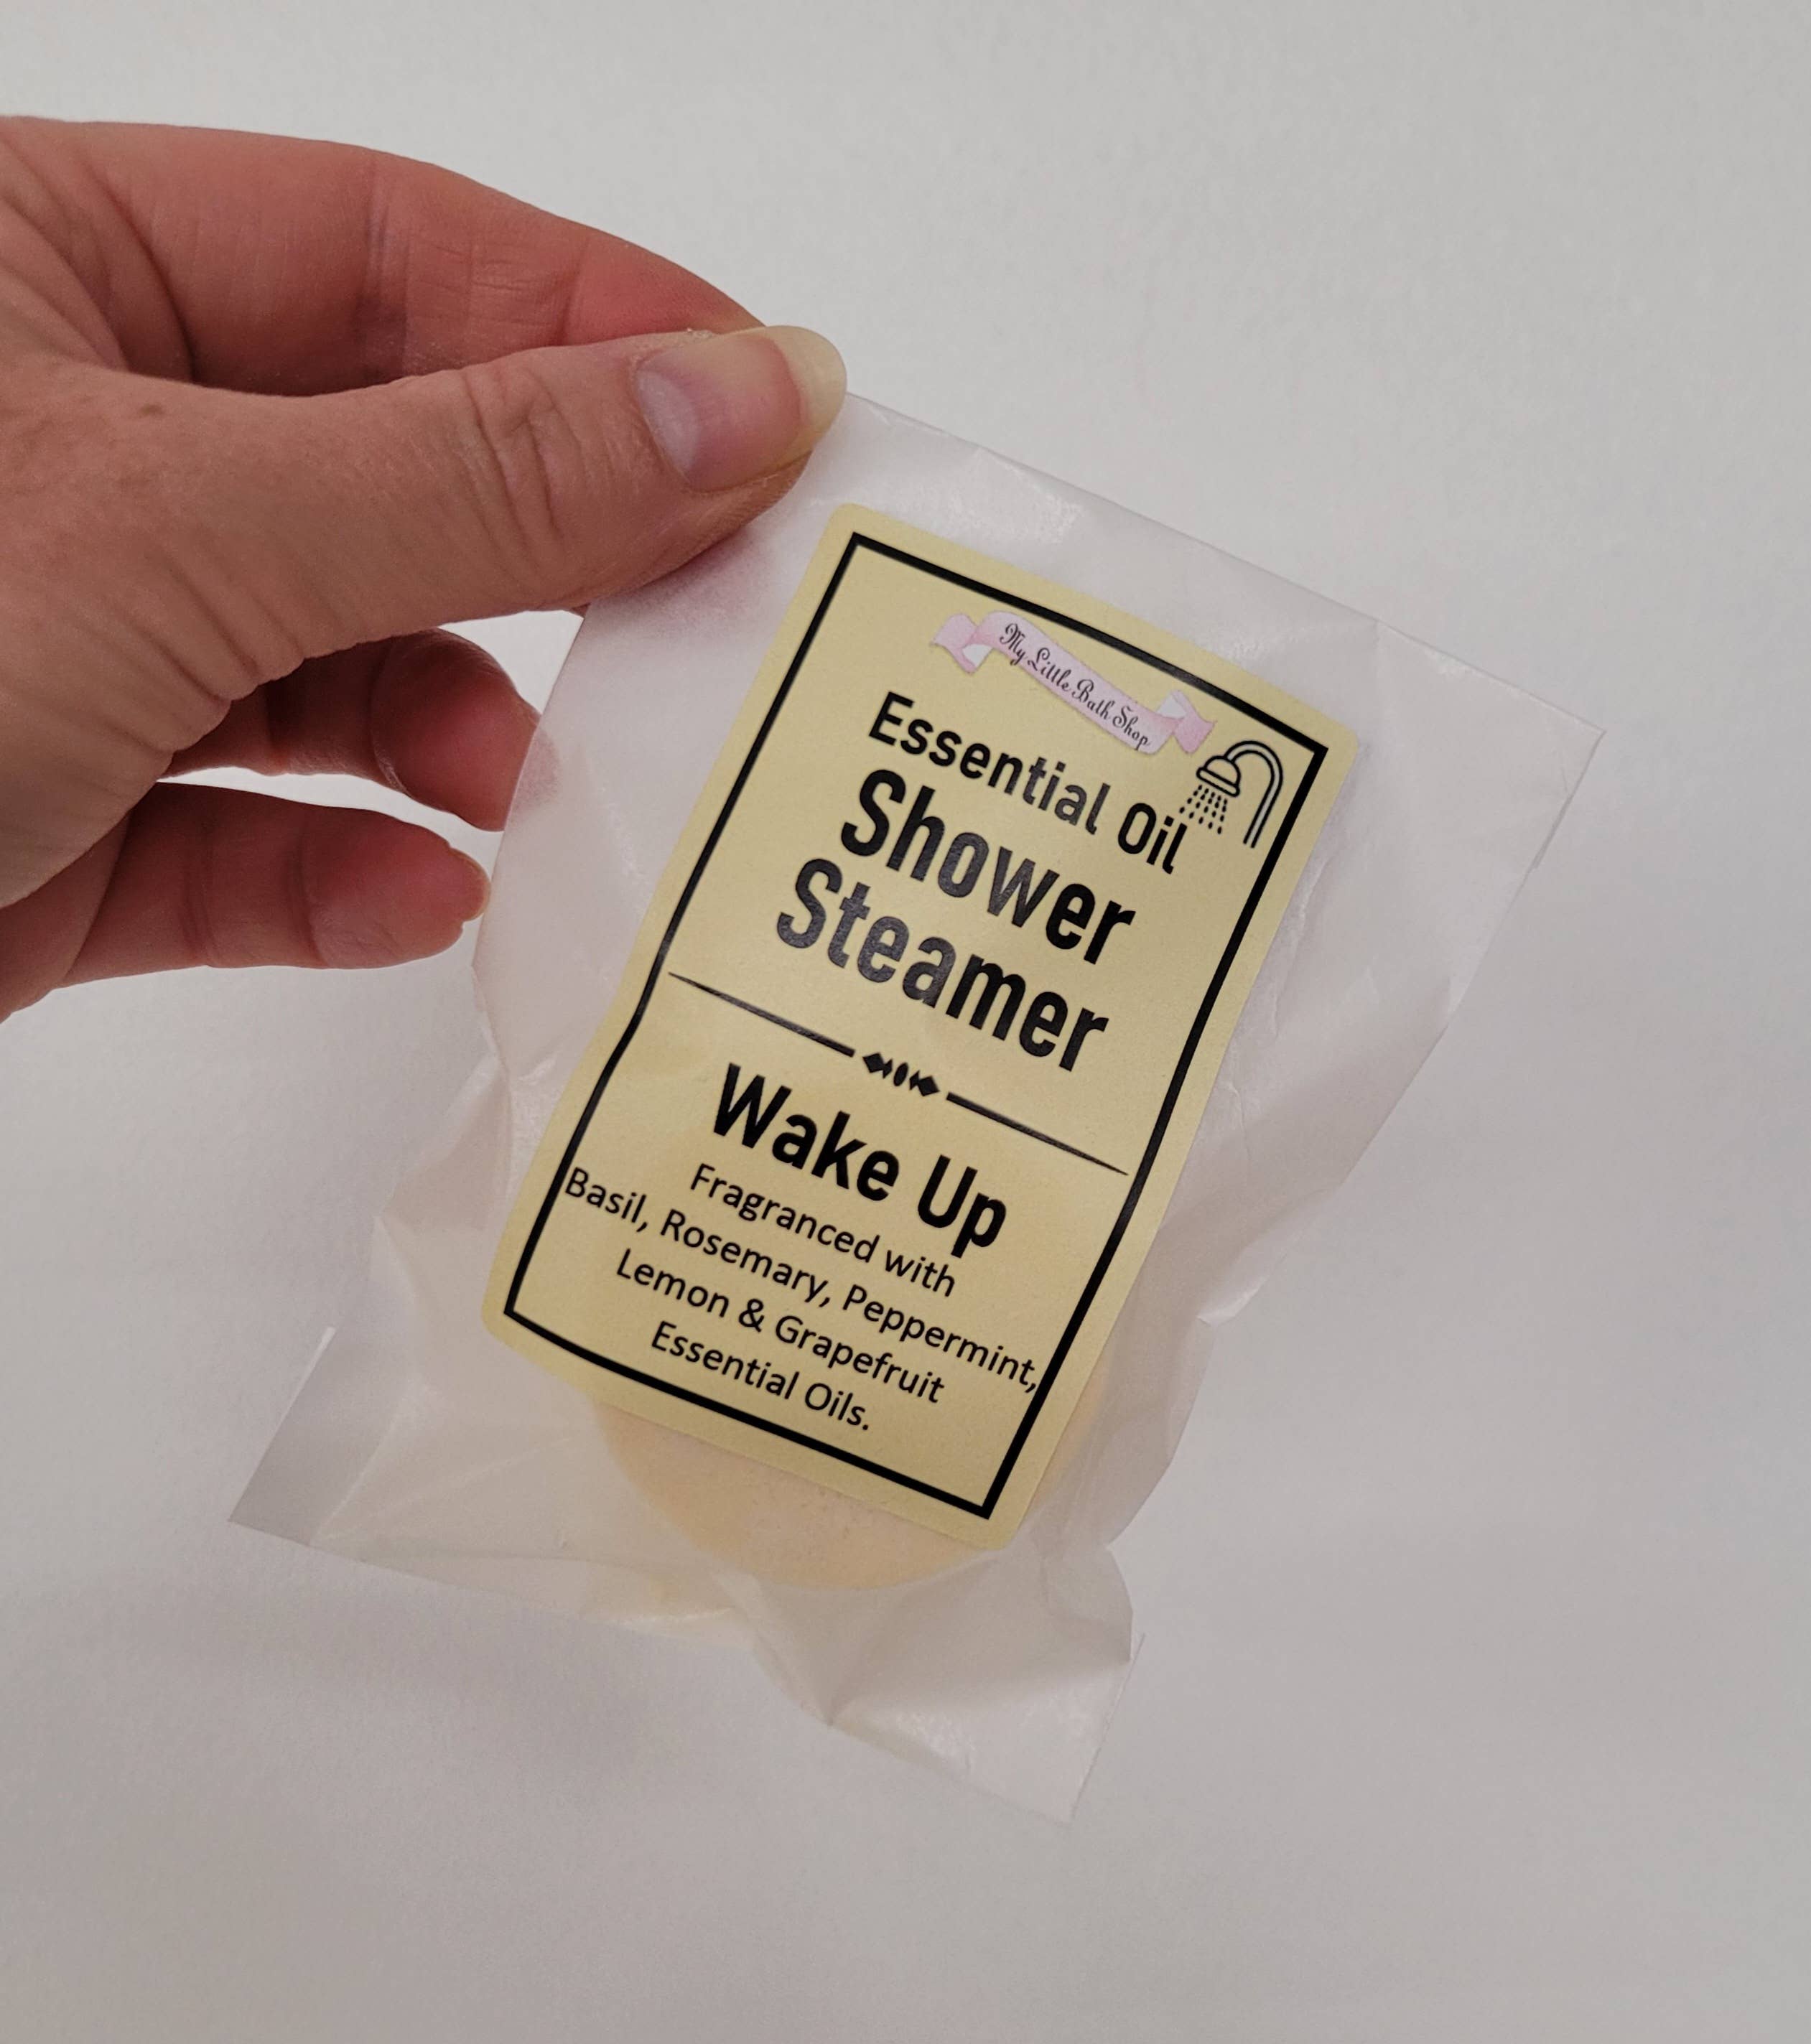 My Little Bath Shop
Essential Oil
Shower
Steamer
Wake Up
Fragranced with
Basil, Rosemary, Peppermint,
Lemon & Grapefruit
Essential Oils.